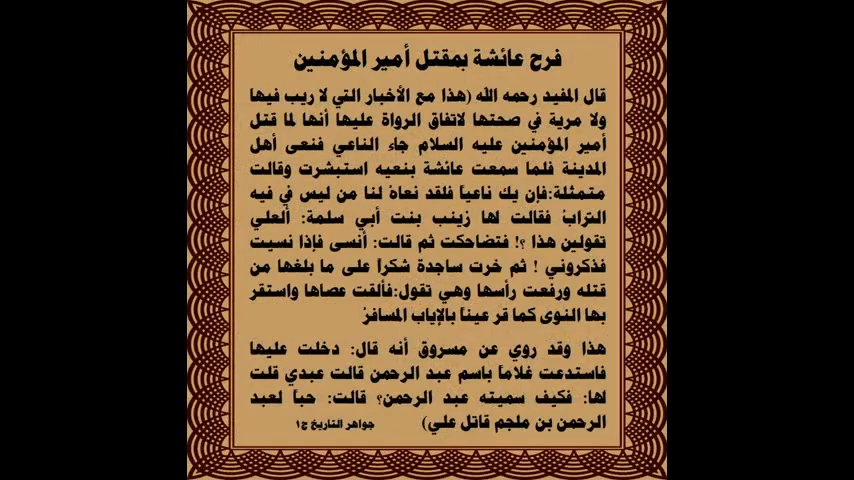 فرح عائشة بمقتل أمير المؤمنين
قال المفيد رحمه الله (هذا مع الأخبار التي لا ريب فيها
ولا مرية في صحتها لاتفاق الرواة عليها أنها لما قتل
أمير المؤمنين عليه السلام جاء الناعي فنعى أهل
المدينة فلما سمعت عائشة بنعيه استبشرت وقالت
متمثلة:فإن يك ناعياً فلقد نعاهُ لنا من ليس في فيه
الترابُ فقالت لها زينب بنت أبي سلمة: ألعلي
تقولين هذا ؟! فتضاحكت ثم قالت: أنسى فإذا نسيت
فذكروني ! ثم خرت ساجدة شكراً على ما بلغها من
قتله ورفعت رأسها وهي تقول:فألقت عصاها واستقر
بها النوى كما قر عيناً بالإياب المسافرُ
هذا وقد روي عن مسروق أنه قال: دخلت عليها
فاستدعت غلاماً باسم عبد الرحمن قالت عبدي قلت
لها: فكيف سميته عبد الرحمن؟ قالت: حباً لعبد
الرحمن بن ملجم قاتل علي) جواهر التاريخ ج١